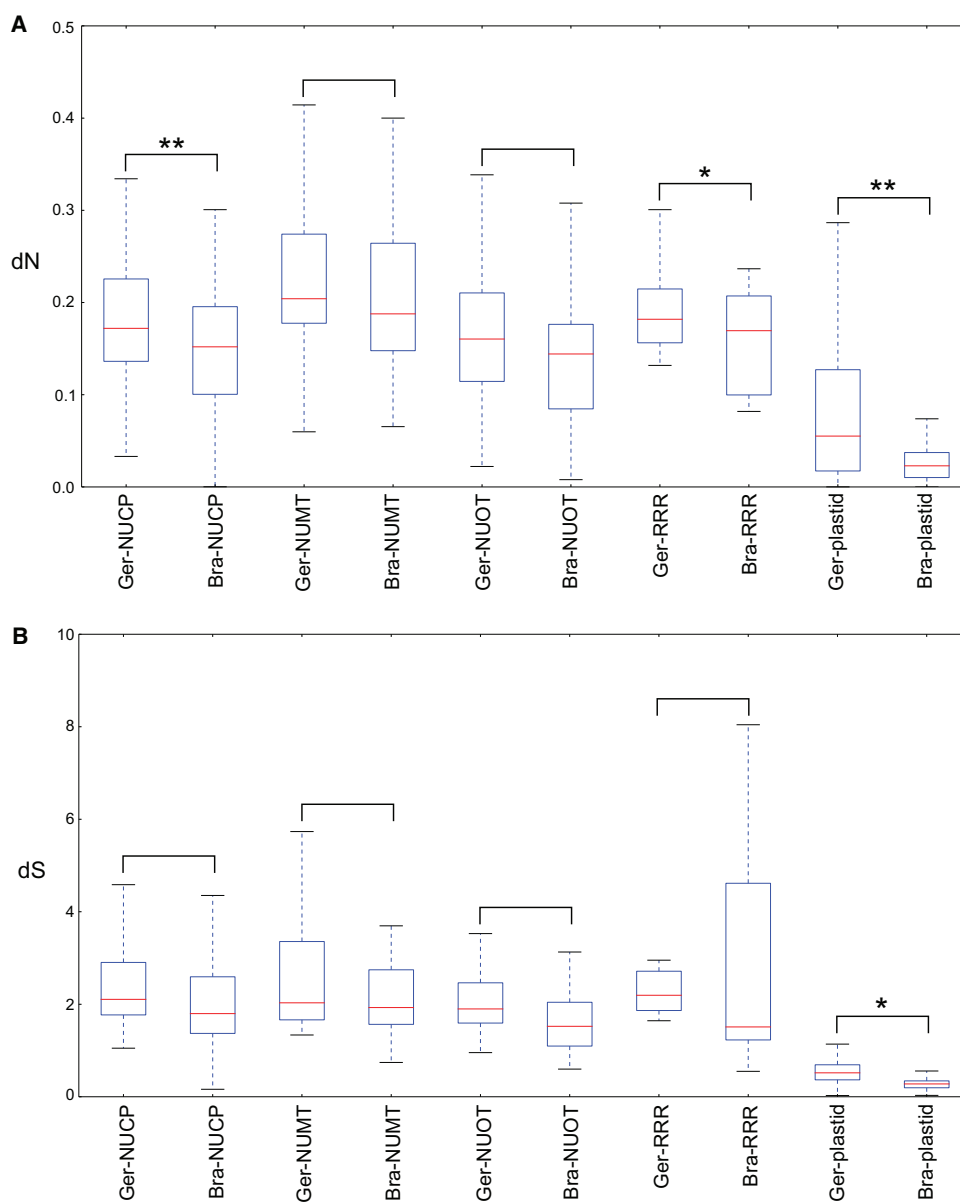 A
0.5
0.4
0.3
0.2
0.1
0.0
dN
**
*
**
Ger-NUCP
Bra-NUCP
Ger-NUMT
Bra-NUMT
Ger-NUOT
Bra-NUOT
Ger-RRR
Bra-RRR
Ger-plastid
Bra-plastid
B
10
8
6
4
2
0
dS
*
Ger-NUCP
Bra-NUCP
Ger-NUMT
Bra-NUMT
Ger-NUOT
Bra-NUOT
Ger-RRR
Bra-RRR
Ger-plastid
Bra-plastid